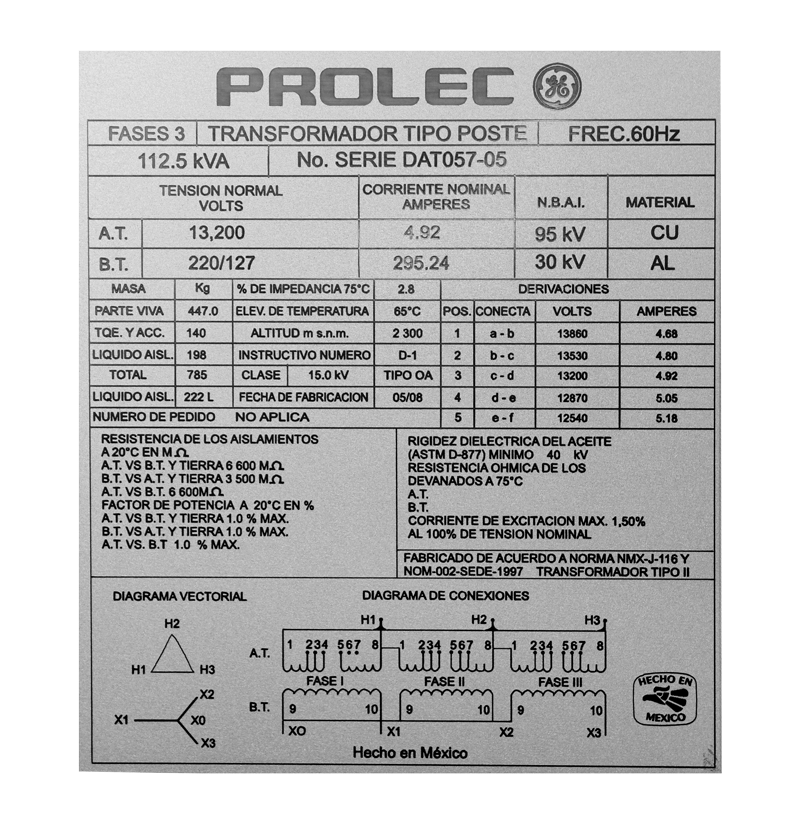 PROLEC GE
FASES 3 TRANSFORMADOR TIPO POSTE FREC.60Hz
112.5 kVA No. SERIE DAT057-05
TENSION NORMAL VOLTS CORRIENTE NOMINAL AMPERES N.B.A.I. MATERIAL
A.T. 13,200 4.92 95 kV CU
B.T. 220/127 295.24 30 kV AL
MASA Kg % DE IMPEDANCIA 75°C 2.8 DERIVACIONES
PARTE VIVA 447.0 ELEV. DE TEMPERATURA 65°C POS. CONECTA VOLTS AMPERES
TQE. Y ACC. 140 ALTITUD m s.n.m. 2 300 1 a - b 13860 4.68
LIQUIDO AISL. 198 INSTRUCTIVO NUMERO D-1 2 b - c 13530 4.80
TOTAL 785 CLASE 15.0 kV TIPO OA 3 c - d 13200 4.92
LIQUIDO AISL. 222 L FECHA DE FABRICACION 05/08 4 d - e 12870 5.05
NUMERO DE PEDIDO NO APLICA 5 e - f 12540 5.18
RESISTENCIA DE LOS AISLAMIENTOS
A 20°C EN M.Ω
A.T. VS B.T. Y TIERRA 6 600 M.Ω
B.T. VS A.T. Y TIERRA 3 500 M.Ω
A.T. VS B.T. 6 600M.Ω
FACTOR DE POTENCIA A 20°C EN %
A.T. VS B.T. Y TIERRA 1.0 % MAX.
B.T. VS A.T. Y TIERRA 1.0 % MAX.
A.T. VS. B.T 1.0 % MAX.
RIGIDEZ DIELECTRICA DEL ACEITE
(ASTM D-877) MINIMO 40 kV
RESISTENCIA OHMICA DE LOS
DEVANADOS A 75°C
A.T.
B.T.
CORRIENTE DE EXCITACION MAX. 1,50%
AL 100% DE TENSION NOMINAL
FABRICADO DE ACUERDO A NORMA NMX-J-116 Y
NOM-002-SEDE-1997 TRANSFORMADOR TIPO II
DIAGRAMA VECTORIAL
H2
H1 H3
X2
X1 X0
X3
DIAGRAMA DE CONEXIONES
H1 H2 H3
A.T. 1 234 567 8 1 234 567 8 1 234 567 8
FASE I FASE II FASE III
B.T. 9 10 9 10 9 10
XO X1 X2 X3
Hecho en México
HECHO EN
MEXICO